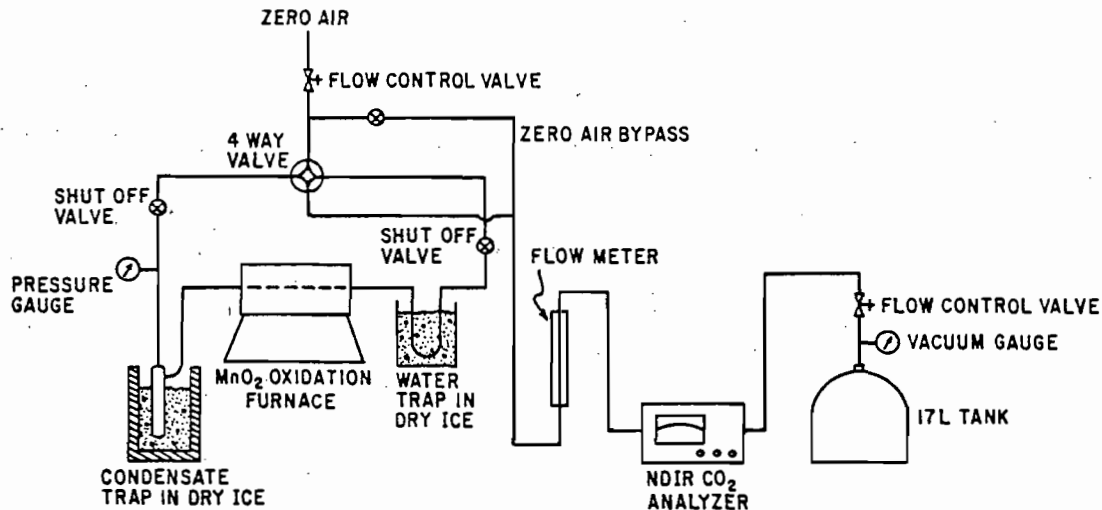 ZERO AIR
FLOW CONTROL VALVE
ZERO AIR BYPASS
4 WAY
VALVE
SHUT OFF
VALVE
SHUT OFF
VALVE
FLOW METER
PRESSURE
GAUGE
FLOW CONTROL VALVE
VACUUM GAUGE
MnO₂ OXIDATION
FURNACE
WATER
TRAP IN
DRY ICE
17L TANK
CONDENSATE
TRAP IN DRY ICE
NDIR CO₂
ANALYZER